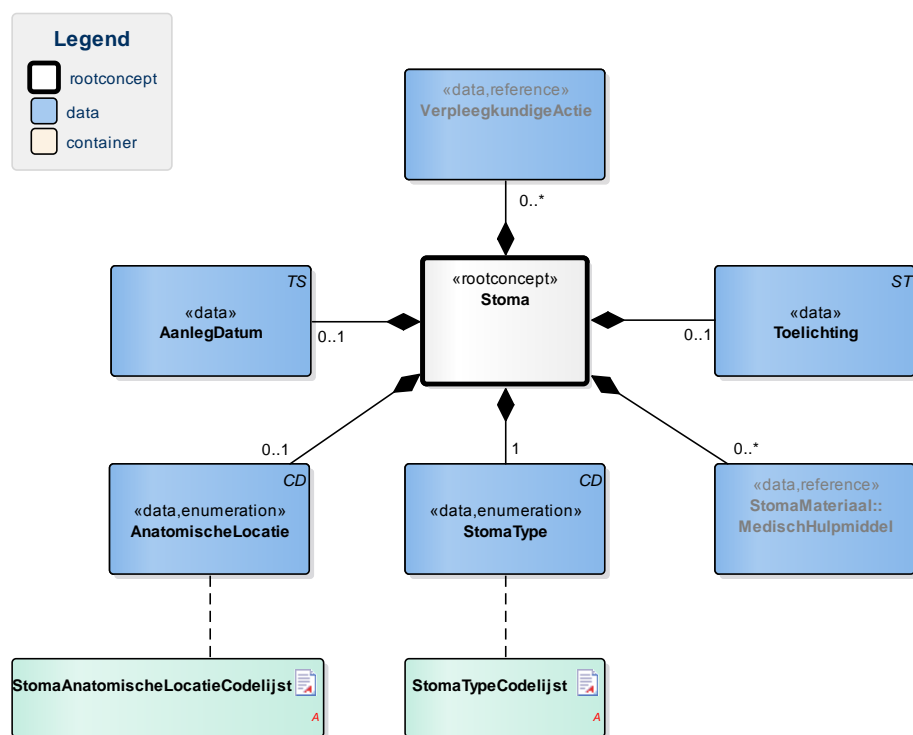 Legend
rootconcept
data
container
«data,reference»
VerpleegkundigeActie
0..*
«rootconcept»
Stoma
TS
«data»
AanlegDatum
0..1
ST
«data»
Toelichting
0..1
0..1
1
0..*
CD
«data,enumeration»
AnatomischeLocatie
CD
«data,enumeration»
StomaType
«data,reference»
StomaMateriaal::
MedischHulpmiddel
StomaAnatomischeLocatieCodelijst
A
StomaTypeCodelijst
A